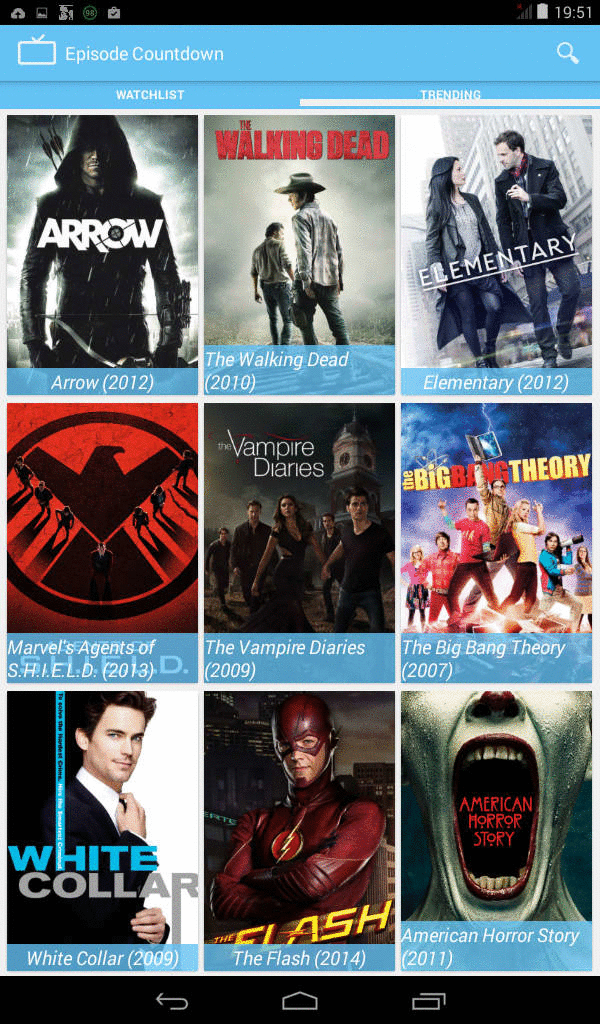 98
19:51
Episode Countdown
WATCHLIST
TRENDING
ARROW
Arrow (2012)
THE
WALKING DEAD
The Walking Dead
(2010)
ELEMENTARY
Elementary (2012)
Marvel's Agents of
S.H.I.E.L.D. (2013)
the Vampire
Diaries
The Vampire Diaries
(2009)
the BIG BANG THEORY
The Big Bang Theory
(2007)
To solve the Hardest Crimes, Hire the Smartest Criminal.
WHITE
COLLAR
White Collar (2009)
THE FLASH
The Flash (2014)
AMERICAN
HORROR
STORY
American Horror Story
(2011)